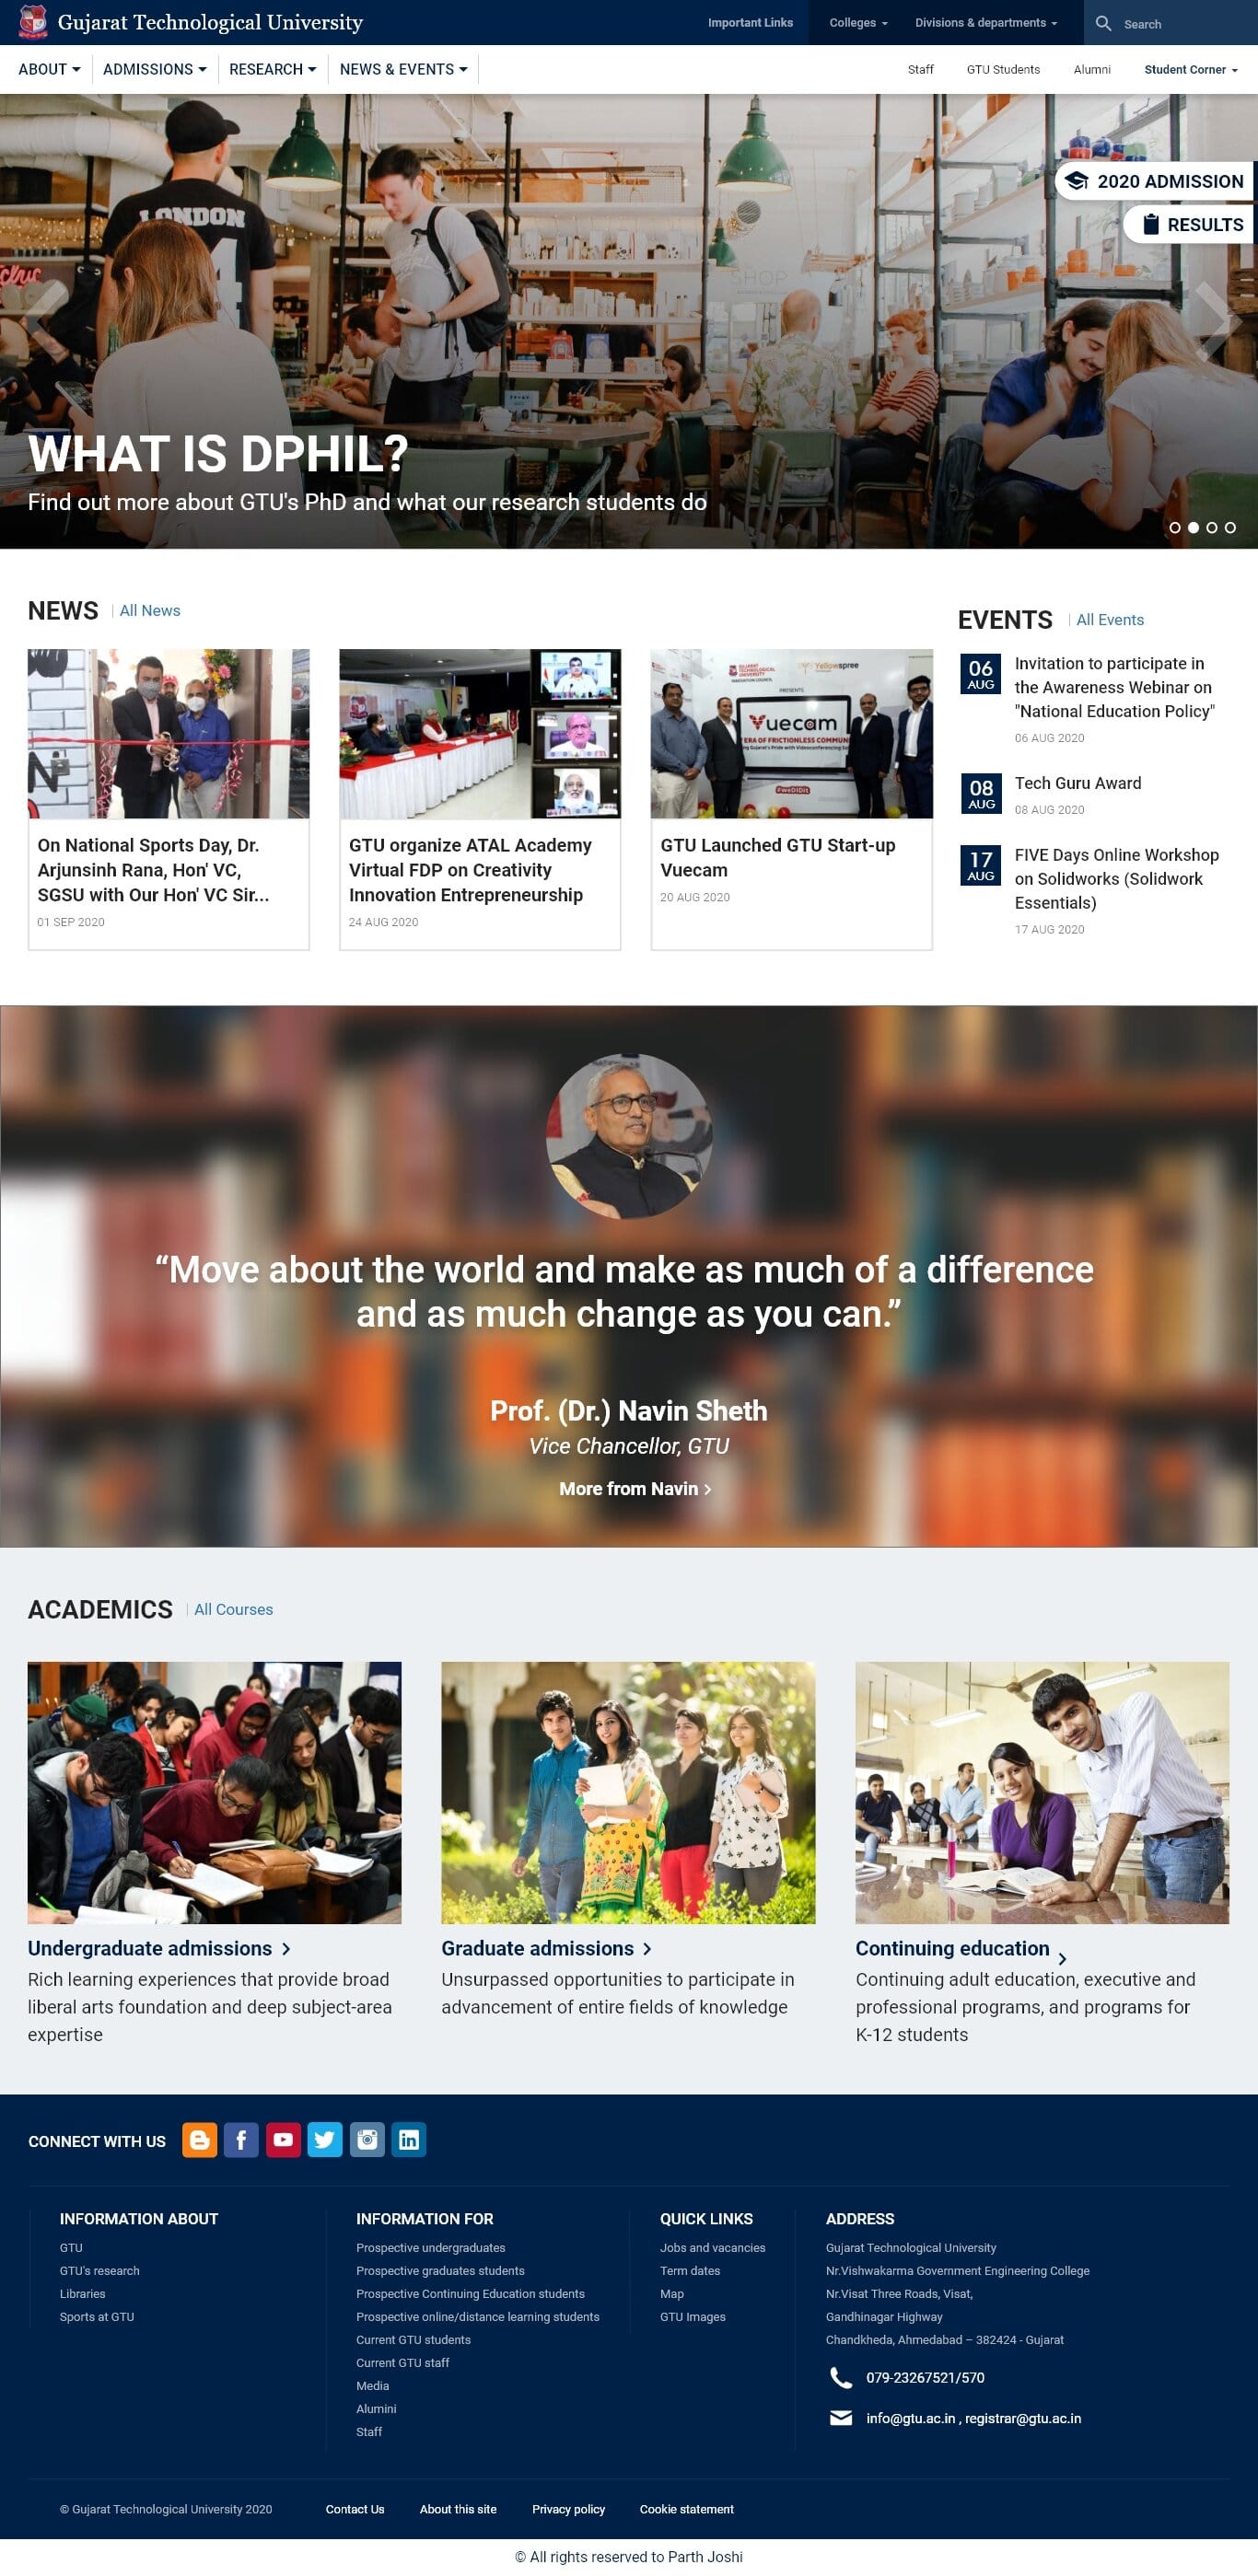 Gujarat Technological University
Important Links
Colleges
Divisions & departments
Search
ABOUT
ADMISSIONS
RESEARCH
NEWS & EVENTS
Staff
GTU Students
Alumni
Student Corner
LONDON
SHOP
2020 ADMISSION
RESULTS
WHAT IS DPHIL?
Find out more about GTU's PhD and what our research students do
NEWS
All News
On National Sports Day, Dr.
Arjunsinh Rana, Hon' VC,
SGSU with Our Hon' VC Sir...
01 SEP 2020
GTU organize ATAL Academy
Virtual FDP on Creativity
Innovation Entrepreneurship
24 AUG 2020
Yellowspree
PRESENTS
Vuecam
ERA OF FRICTIONLESS COMMUN
#WeDIDit
GTU Launched GTU Start-up
Vuecam
20 AUG 2020
EVENTS
All Events
06
AUG
Invitation to participate in
the Awareness Webinar on
"National Education Policy"
06 AUG 2020
08
AUG
Tech Guru Award
08 AUG 2020
17
AUG
FIVE Days Online Workshop
on Solidworks (Solidwork
Essentials)
17 AUG 2020
“Move about the world and make as much of a difference
and as much change as you can.”
Prof. (Dr.) Navin Sheth
Vice Chancellor, GTU
More from Navin
ACADEMICS
All Courses
Undergraduate admissions
Rich learning experiences that provide broad
liberal arts foundation and deep subject-area
expertise
Graduate admissions
Unsurpassed opportunities to participate in
advancement of entire fields of knowledge
Continuing education
Continuing adult education, executive and
professional programs, and programs for
K-12 students
CONNECT WITH US
INFORMATION ABOUT
GTU
GTU's research
Libraries
Sports at GTU
INFORMATION FOR
Prospective undergraduates
Prospective graduates students
Prospective Continuing Education students
Prospective online/distance learning students
Current GTU students
Current GTU staff
Media
Alumini
Staff
QUICK LINKS
Jobs and vacancies
Term dates
Map
GTU Images
ADDRESS
Gujarat Technological University
Nr.Vishwakarma Government Engineering College
Nr.Visat Three Roads, Visat,
Gandhinagar Highway
Chandkheda, Ahmedabad – 382424 - Gujarat
079-23267521/570
info@gtu.ac.in , registrar@gtu.ac.in
© Gujarat Technological University 2020
Contact Us
About this site
Privacy policy
Cookie statement
© All rights reserved to Parth Joshi